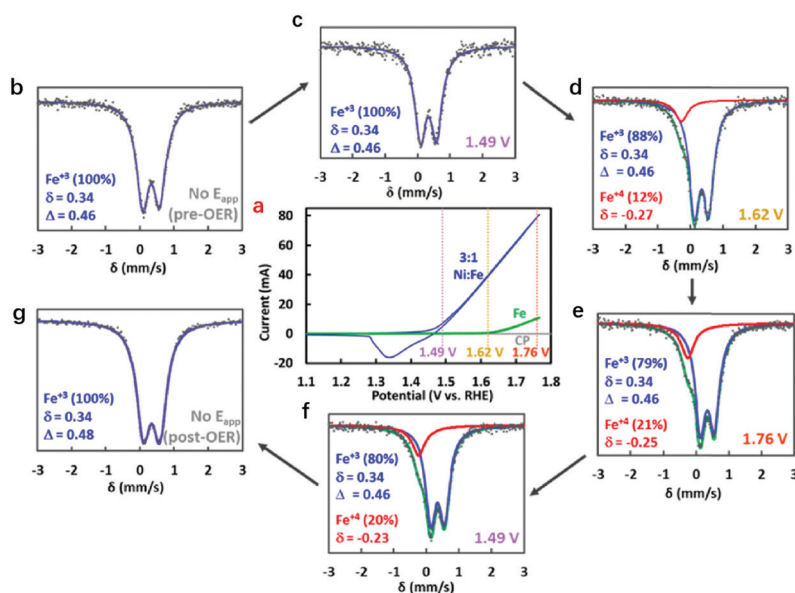 c
-3 -2 -1 0 1 2 3
δ (mm/s)
Fe⁺³ (100%)
δ = 0.34
Δ = 0.46
1.49 V
b
-3 -2 -1 0 1 2 3
Fe⁺³ (100%)
δ = 0.34
Δ = 0.46
No Eapp
(pre-OER)
δ (mm/s)
d
Fe⁺³ (88%)
δ = 0.34
Δ = 0.46
Fe⁺⁴ (12%)
δ = -0.27
1.62 V
-3 -2 -1 0 1 2 3
δ (mm/s)
a
Current (mA)
80
60
40
20
0
-20
3:1
Ni:Fe
Fe
CP
1.49 V 1.62 V 1.76 V
1.1 1.2 1.3 1.4 1.5 1.6 1.7 1.8
Potential (V vs. RHE)
g
Fe⁺³ (100%)
δ = 0.34
Δ = 0.48
No Eapp
(post-OER)
-3 -2 -1 0 1 2 3
δ (mm/s)
e
Fe⁺³ (79%)
δ = 0.34
Δ = 0.46
Fe⁺⁴ (21%)
δ = -0.25
1.76 V
-3 -2 -1 0 1 2 3
δ (mm/s)
f
Fe⁺³ (80%)
δ = 0.34
Δ = 0.46
Fe⁺⁴ (20%)
δ = -0.23
1.49 V
-3 -2 -1 0 1 2 3
δ (mm/s)